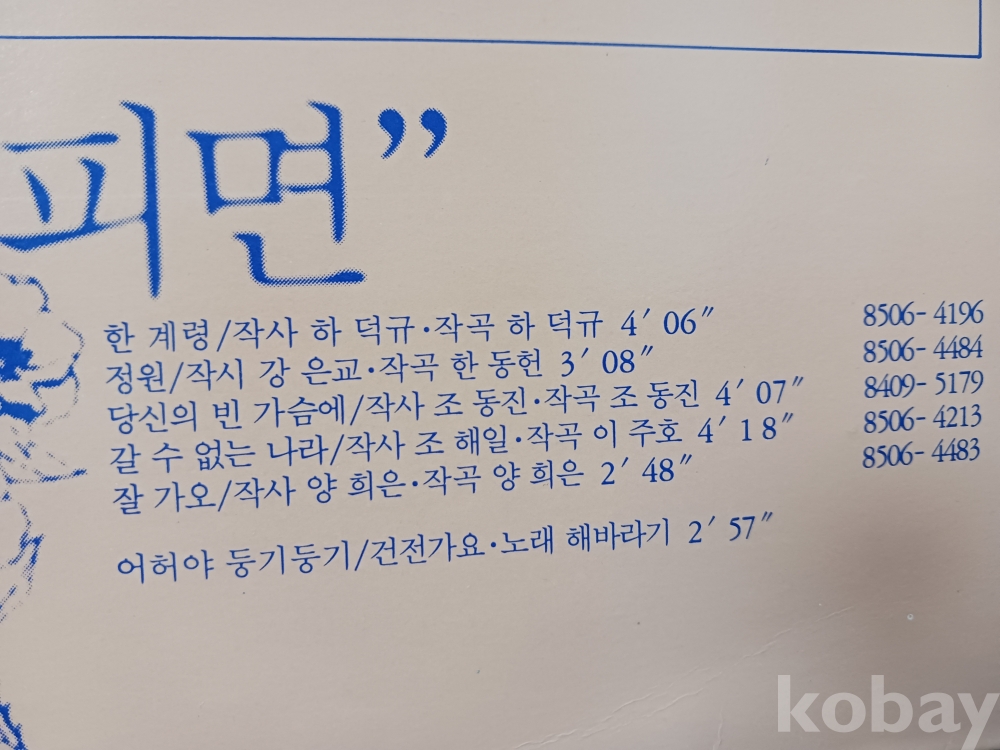 피면”
한 계령/작사 하 덕규·작곡 하 덕규 4′ 06″ 8506-4196
정원/작시 강 은교·작곡 한 동헌 3′ 08″ 8506-4484
당신의 빈 가슴에/작사 조 동진·작곡 조 동진 4′ 07″ 8409-5179
갈 수 없는 나라/작사 조 해일·작곡 이 주호 4′ 18″ 8506-4213
잘 가오/작사 양 희은·작곡 양 희은 2′ 48″ 8506-4483
어허야 둥기둥기/건전가요·노래 해바라기 2′ 57″
kobay